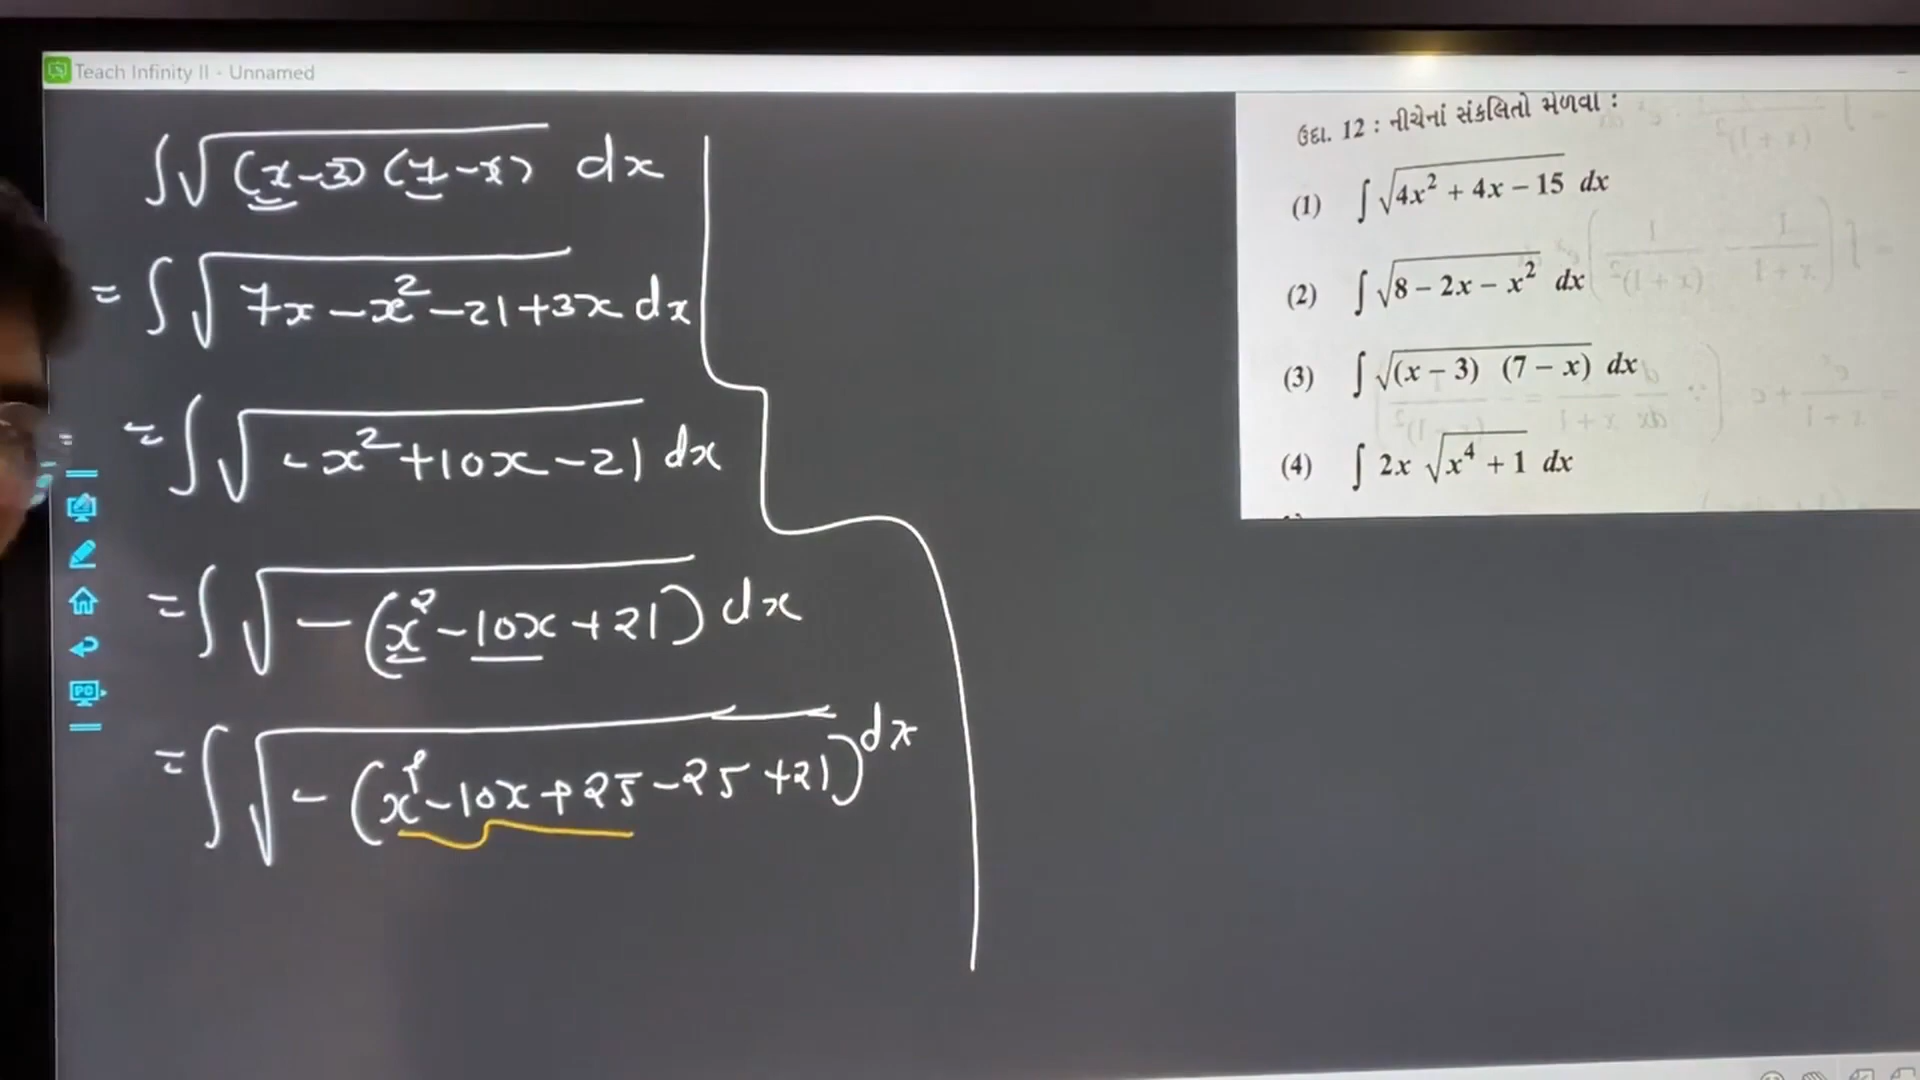 Teach Infinity II - Unnamed
∫√(x-3)(7-x) dx
= ∫√7x-x²-21+3x dx
= ∫√-x²+10x-21 dx
= ∫√-(x²-10x+21) dx
= ∫√-(x²-10x+25-25+21) dx
ઉદા. 12 : નીચેનાં સંકલિતો મેળવો :
(1) ∫√4x² + 4x – 15 dx
(2) ∫√8 – 2x – x² dx
(3) ∫√(x – 3) (7 – x) dx
(4) ∫ 2x √x⁴ + 1 dx